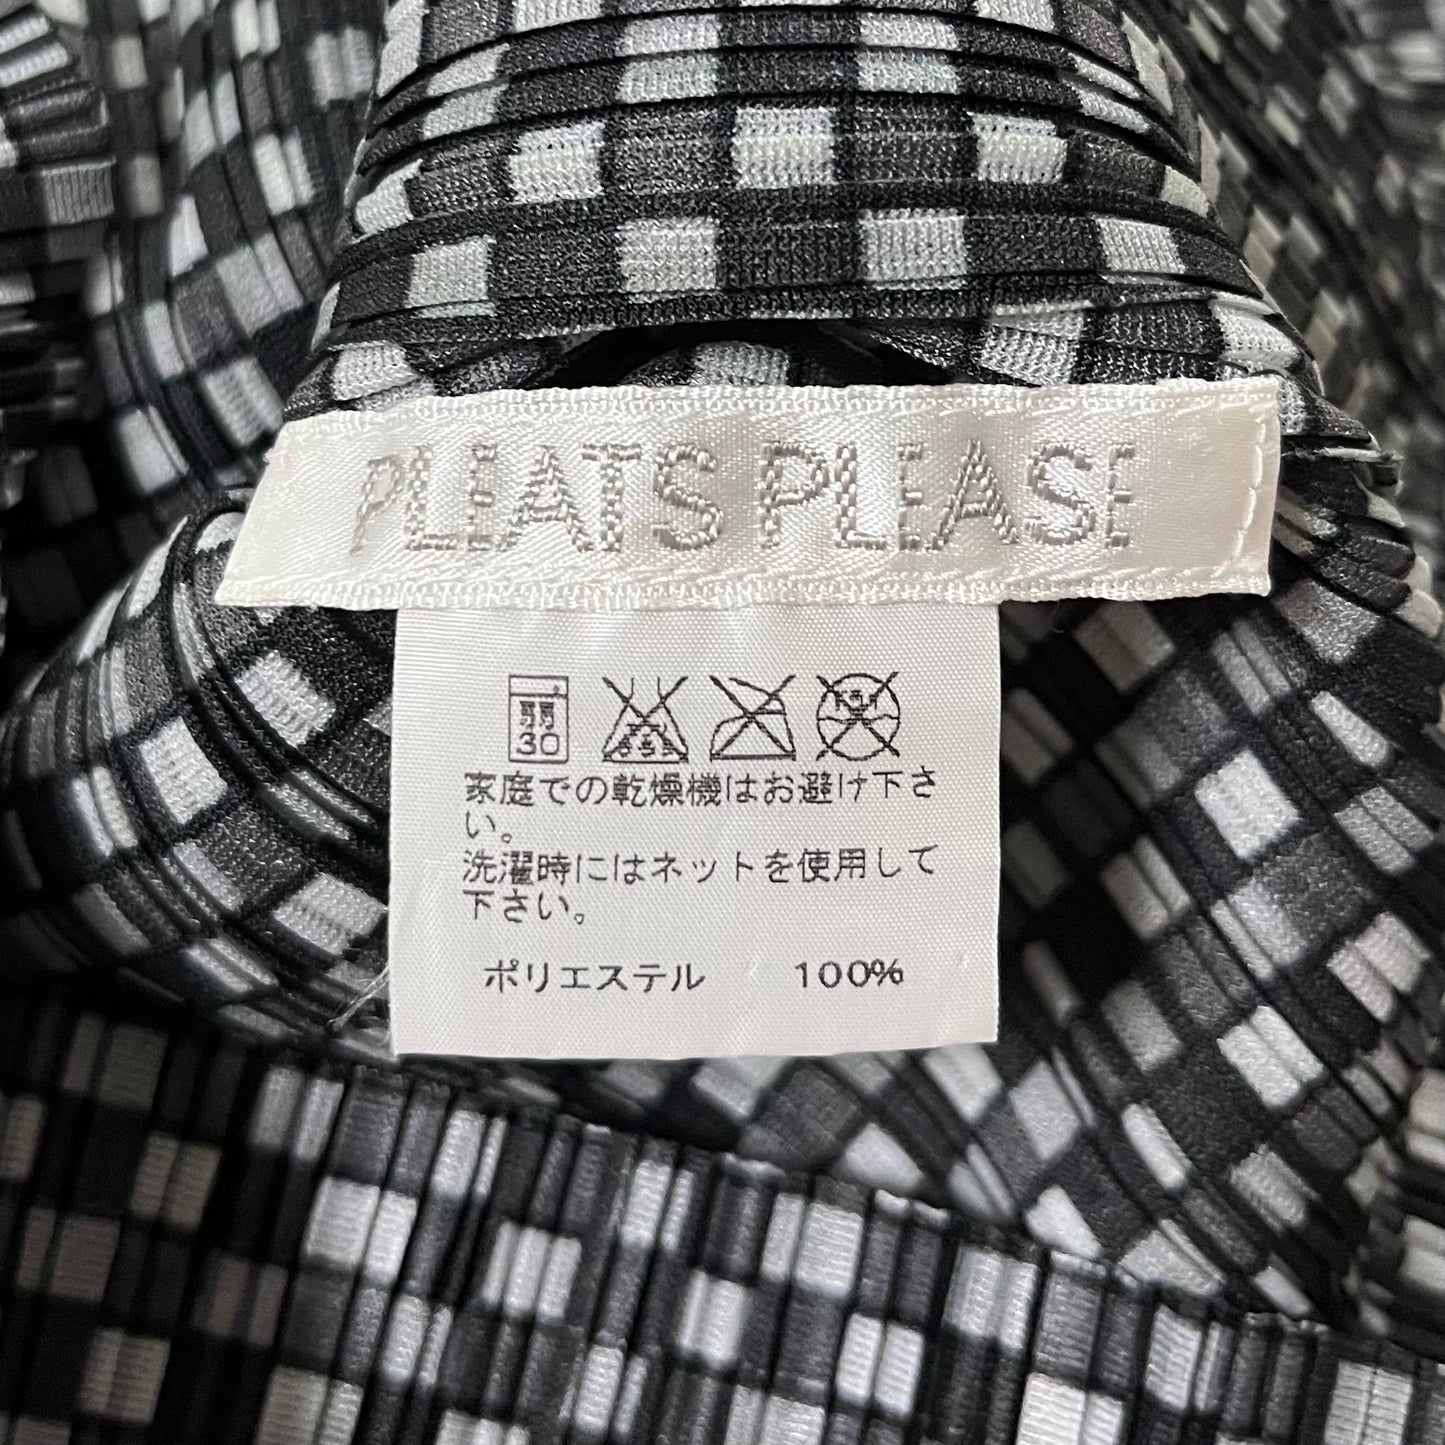 PLEATS PLEASE
弱
30
家庭での乾燥機はお避け下さ
い。
洗濯時にはネットを使用して
下さい。
ポリエステル 100%